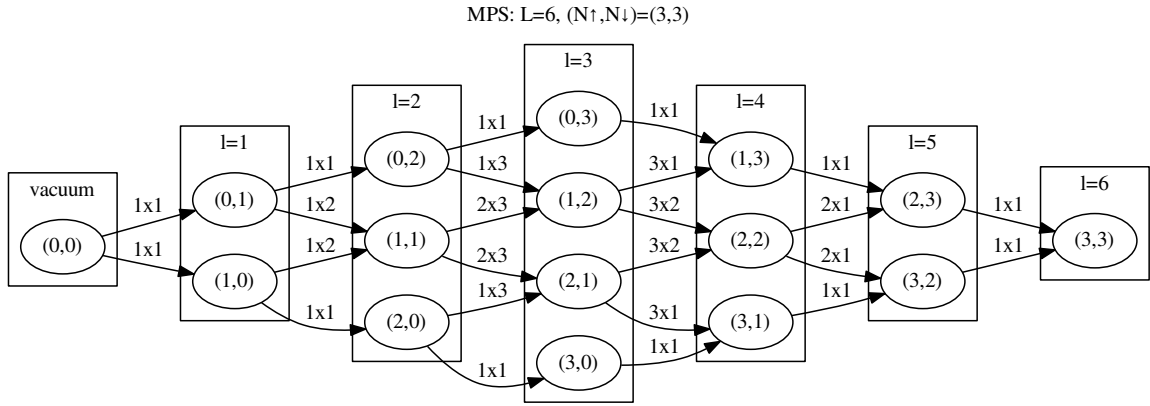 MPS: L=6, (N↑,N↓)=(3,3)
vacuum
(0,0)
1x1
1x1
l=1
(0,1)
(1,0)
1x1
1x2
1x2
1x1
l=2
(0,2)
(1,1)
(2,0)
1x1
1x3
2x3
2x3
1x3
1x1
l=3
(0,3)
(1,2)
(2,1)
(3,0)
1x1
3x1
3x2
3x2
3x1
1x1
l=4
(1,3)
(2,2)
(3,1)
1x1
2x1
2x1
1x1
l=5
(2,3)
(3,2)
1x1
1x1
l=6
(3,3)